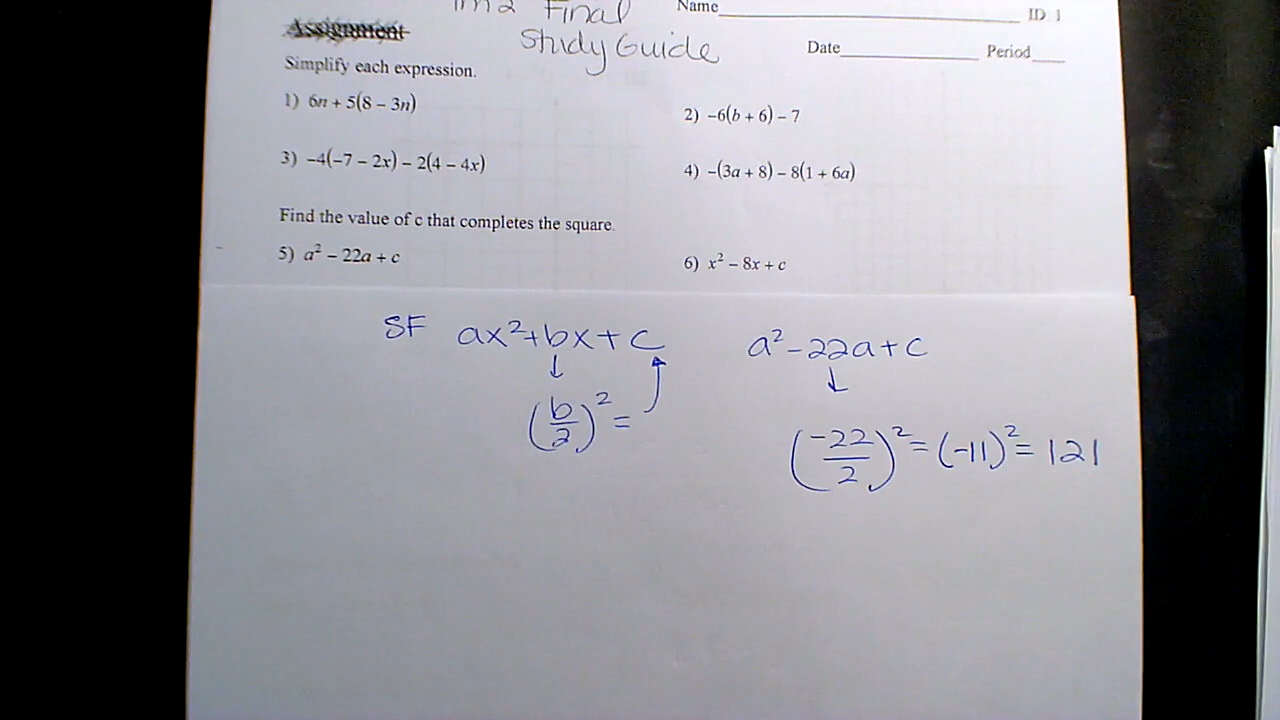 Im2 Final
Study Guide
Name ID 1
Assignment
Date Period
Simplify each expression.
1) 6n + 5(8 – 3n)
2) –6(b + 6) – 7
3) –4(–7 – 2x) – 2(4 – 4x)
4) –(3a + 8) – 8(1 + 6a)
Find the value of c that completes the square.
5) a² – 22a + c
6) x² – 8x + c
SF ax²+bx+c
↓
(b/2)² =
a²-22a+c
↓
(-22/2)² = (-11)² = 121